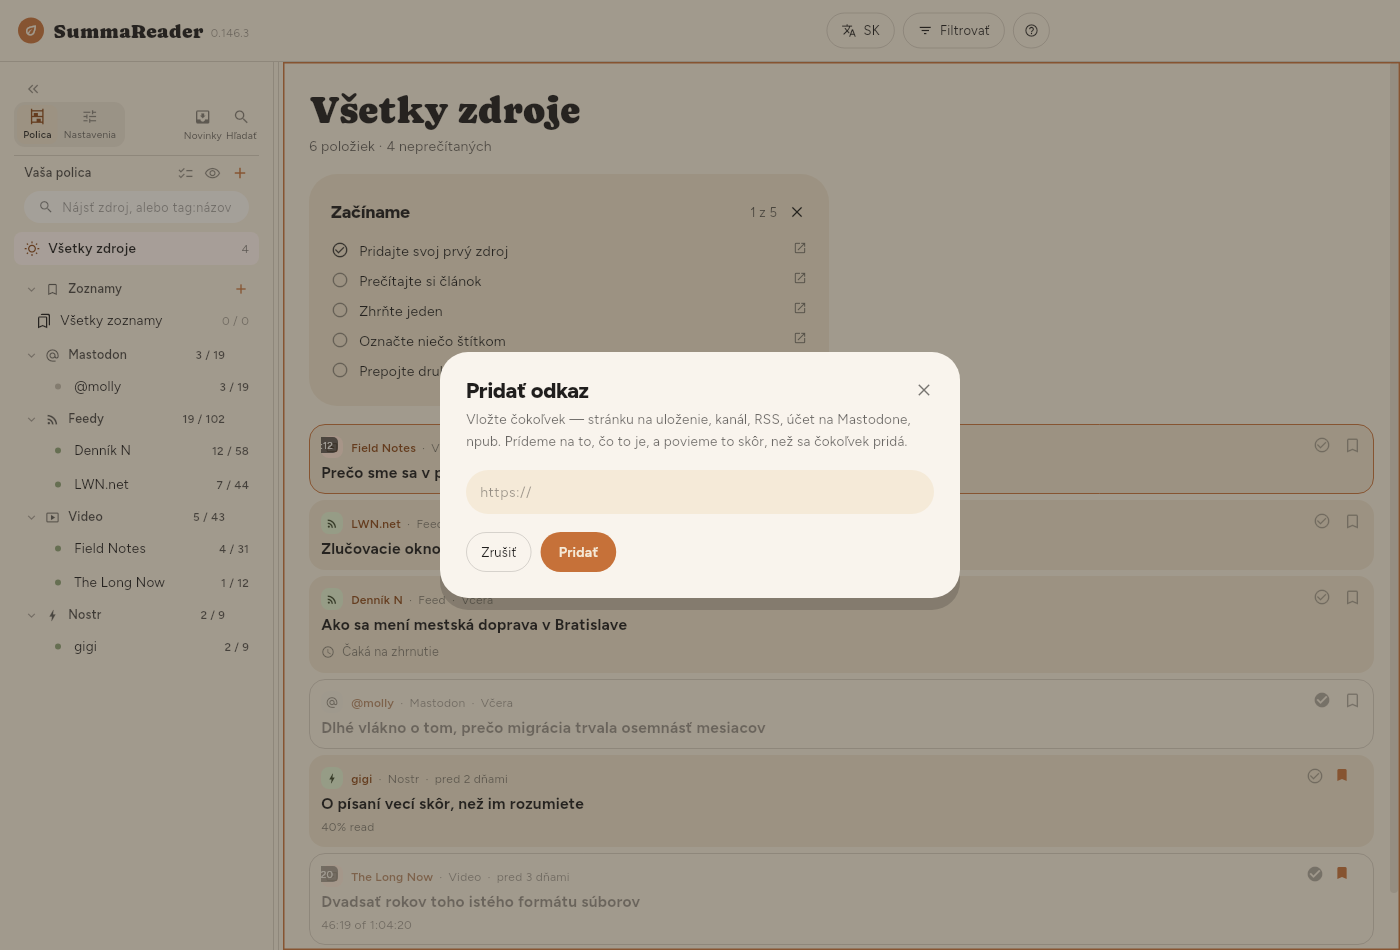 SummaReader 0.146.3
SK
Filtrovať
Polica
Nastavenia
Novinky
Hľadať
Vaša polica
Nájsť zdroj, alebo tag:názov
Všetky zdroje 4
Zoznamy
Všetky zoznamy 0 / 0
Mastodon 3 / 19
@molly 3 / 19
Feedy 19 / 102
Denník N 12 / 58
LWN.net 7 / 44
Video 5 / 43
Field Notes 4 / 31
The Long Now 1 / 12
Nostr 2 / 9
gigi 2 / 9
Všetky zdroje
6 položiek · 4 neprečítaných
Začíname 1 z 5
Pridajte svoj prvý zdroj
Prečítajte si článok
Zhrňte jeden
Označte niečo štítkom
Prepojte
Pridať odkaz
Vložte čokoľvek — stránku na uloženie, kanál, RSS, účet na Mastodone,
npub. Prídeme na to, čo to je, a povieme to skôr, než sa čokoľvek pridá.
https://
Zrušiť
Pridať
:12 Field Notes ·
Prečo sme sa v
LWN.net · Feed
Zlučovacie okno
Denník N · Feed · Včera
Ako sa mení mestská doprava v Bratislave
Čaká na zhrnutie
@molly · Mastodon · Včera
Dlhé vlákno o tom, prečo migrácia trvala osemnásť mesiacov
gigi · Nostr · pred 2 dňami
O písaní vecí skôr, než im rozumiete
40% read
20 The Long Now · Video · pred 3 dňami
Dvadsať rokov toho istého formátu súborov
46:19 of 1:04:20